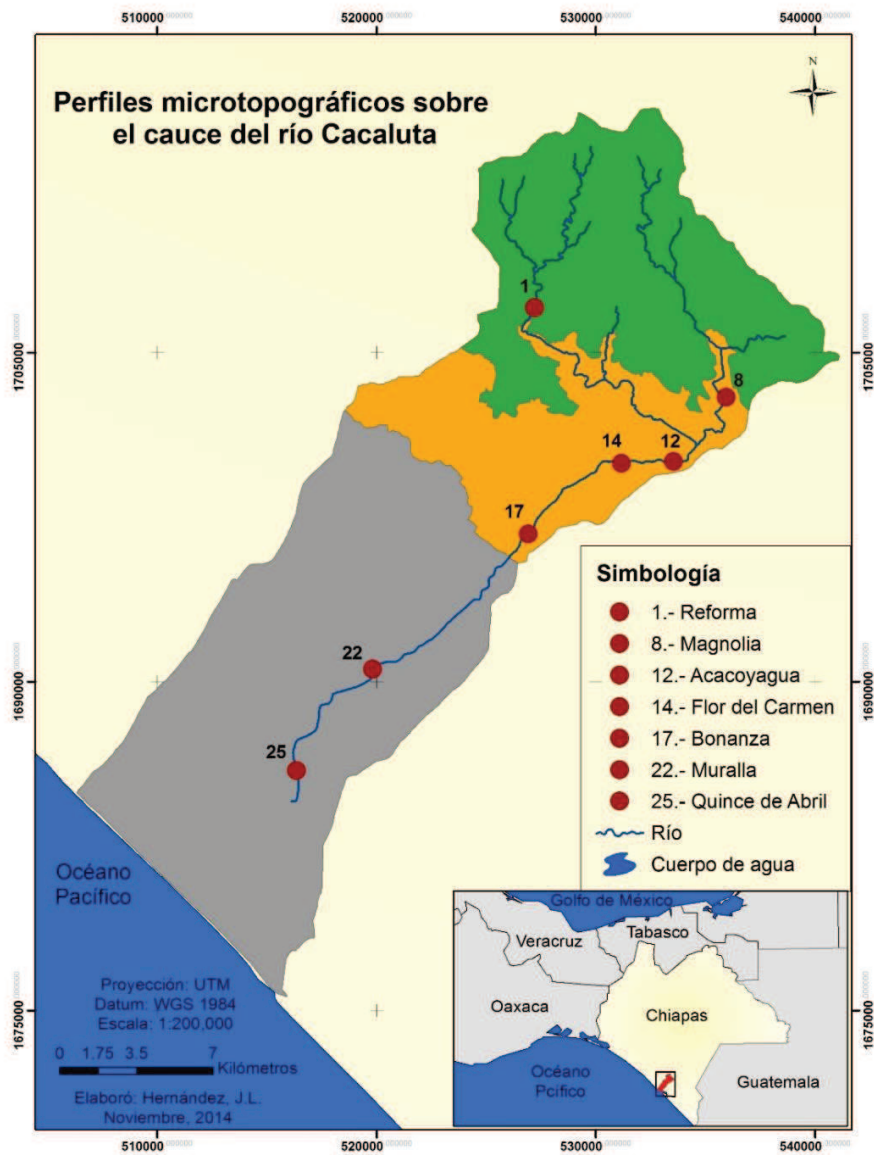 510000
520000
530000
540000
Perfiles microtopográficos sobre
el cauce del río Cacaluta
N
1
8
14
12
17
22
25
1705000
1705000
1690000
1690000
1675000
1675000
Simbología
1.- Reforma
8.- Magnolia
12.- Acacoyagua
14.- Flor del Carmen
17.- Bonanza
22.- Muralla
25.- Quince de Abril
Río
Cuerpo de agua
Océano
Pacífico
Proyección: UTM
Datum: WGS 1984
Escala: 1:200,000
0 1.75 3.5 7
Kilómetros
Elaboró: Hernández, J.L.
Noviembre, 2014
Golfo de México
Veracruz
Tabasco
Oaxaca
Chiapas
Océano
Pcífico
Guatemala
510000
520000
530000
540000